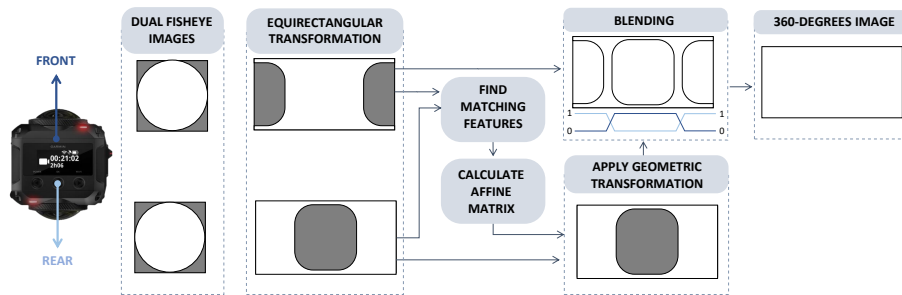 DUAL FISHEYE
IMAGES
EQUIRECTANGULAR
TRANSFORMATION
BLENDING
360-DEGREES IMAGE
FRONT
FIND
MATCHING
FEATURES
1
0
1
0
GARMIN
00:21:02
2h06
CALCULATE
AFFINE
MATRIX
APPLY GEOMETRIC
TRANSFORMATION
REAR